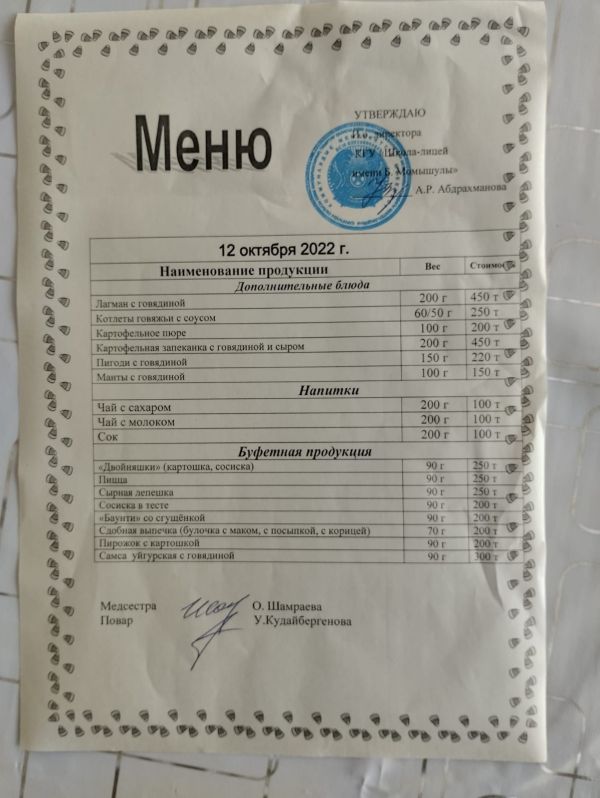 УТВЕРЖДАЮ
Меню
И.о. директора
КГУ «Школа-лицей
имени Б. Момышулы»
А.Р. Абдрахманова
12 октября 2022 г.
Наименование продукции Вес Стоимость
Дополнительные блюда
Лагман с говядиной 200 г 450 т
Котлеты говяжьи с соусом 60/50 г 250 т
Картофельное пюре 100 г 200 т
Картофельная запеканка с говядиной и сыром 200 г 450 т
Пигоди с говядиной 150 г 220 т
Манты с говядиной 100 г 150 т
Напитки
Чай с сахаром 200 г 100 т
Чай с молоком 200 г 100 т
Сок 200 г 100 т
Буфетная продукция
«Двойняшки» (картошка, сосиска) 90 г 250 т
Пицца 90 г 250 т
Сырная лепешка 90 г 250 т
Сосиска в тесте 90 г 200 т
«Баунти» со сгущёнкой 90 г 200 т
Сдобная выпечка (булочка с маком, с посыпкой, с корицей) 70 г 200 т
Пирожок с картошкой 90 г 200 т
Самса уйгурская с говядиной 90 г 300 т
Медсестра О. Шамраева
Повар У.Кудайбергенова